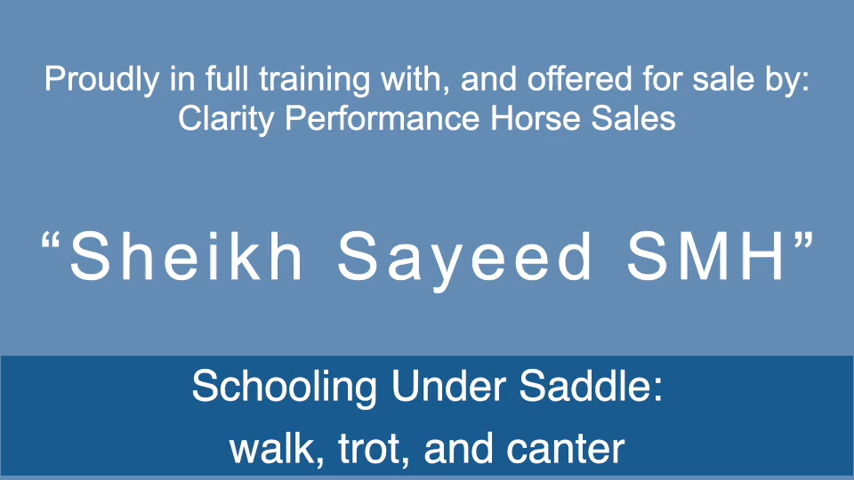 Proudly in full training with, and offered for sale by:
Clarity Performance Horse Sales
“Sheikh Sayeed SMH”
Schooling Under Saddle:
walk, trot, and canter